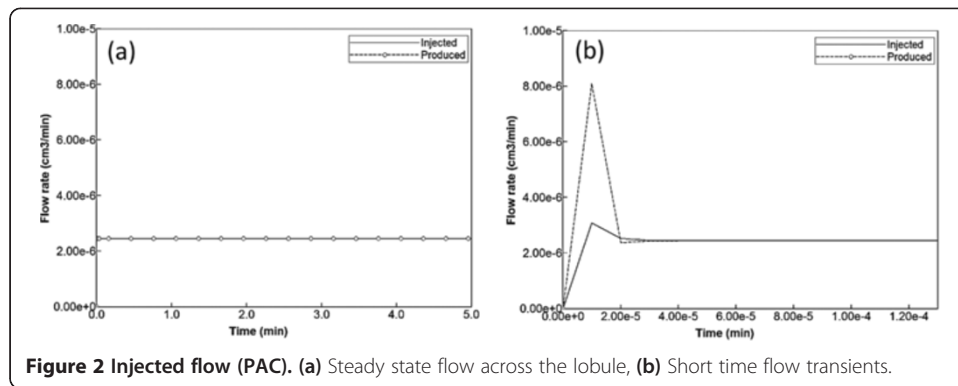 (a)
Injected
Produced
1.00e-5
8.00e-6
6.00e-6
4.00e-6
2.00e-6
0.00e+0
Flow rate (cm3/min)
0.0
1.0
2.0
3.0
4.0
5.0
Time (min)
(b)
Injected
Produced
1.00e-5
8.00e-6
6.00e-6
4.00e-6
2.00e-6
0.00e+0
Flow rate (cm3/min)
0.00e+0
2.00e-5
4.00e-5
6.00e-5
8.00e-5
1.00e-4
1.20e-4
Time (min)
Figure 2 Injected flow (PAC). (a) Steady state flow across the lobule, (b) Short time flow transients.